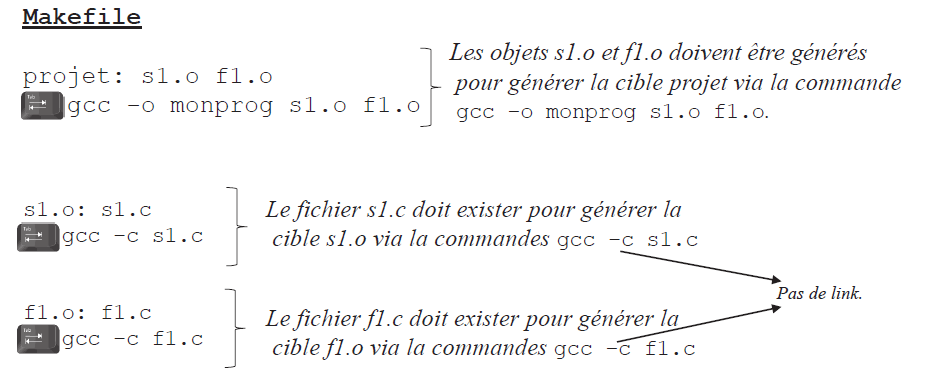 Makefile
projet: s1.o f1.o
Tab gcc -o monprog s1.o f1.o
Les objets s1.o et f1.o doivent être générés
pour générer la cible projet via la commande
gcc -o monprog s1.o f1.o.
s1.o: s1.c
Tab gcc -c s1.c
Le fichier s1.c doit exister pour générer la
cible s1.o via la commandes gcc -c s1.c
Pas de link.
f1.o: f1.c
Tab gcc -c f1.c
Le fichier f1.c doit exister pour générer la
cible f1.o via la commandes gcc -c f1.c